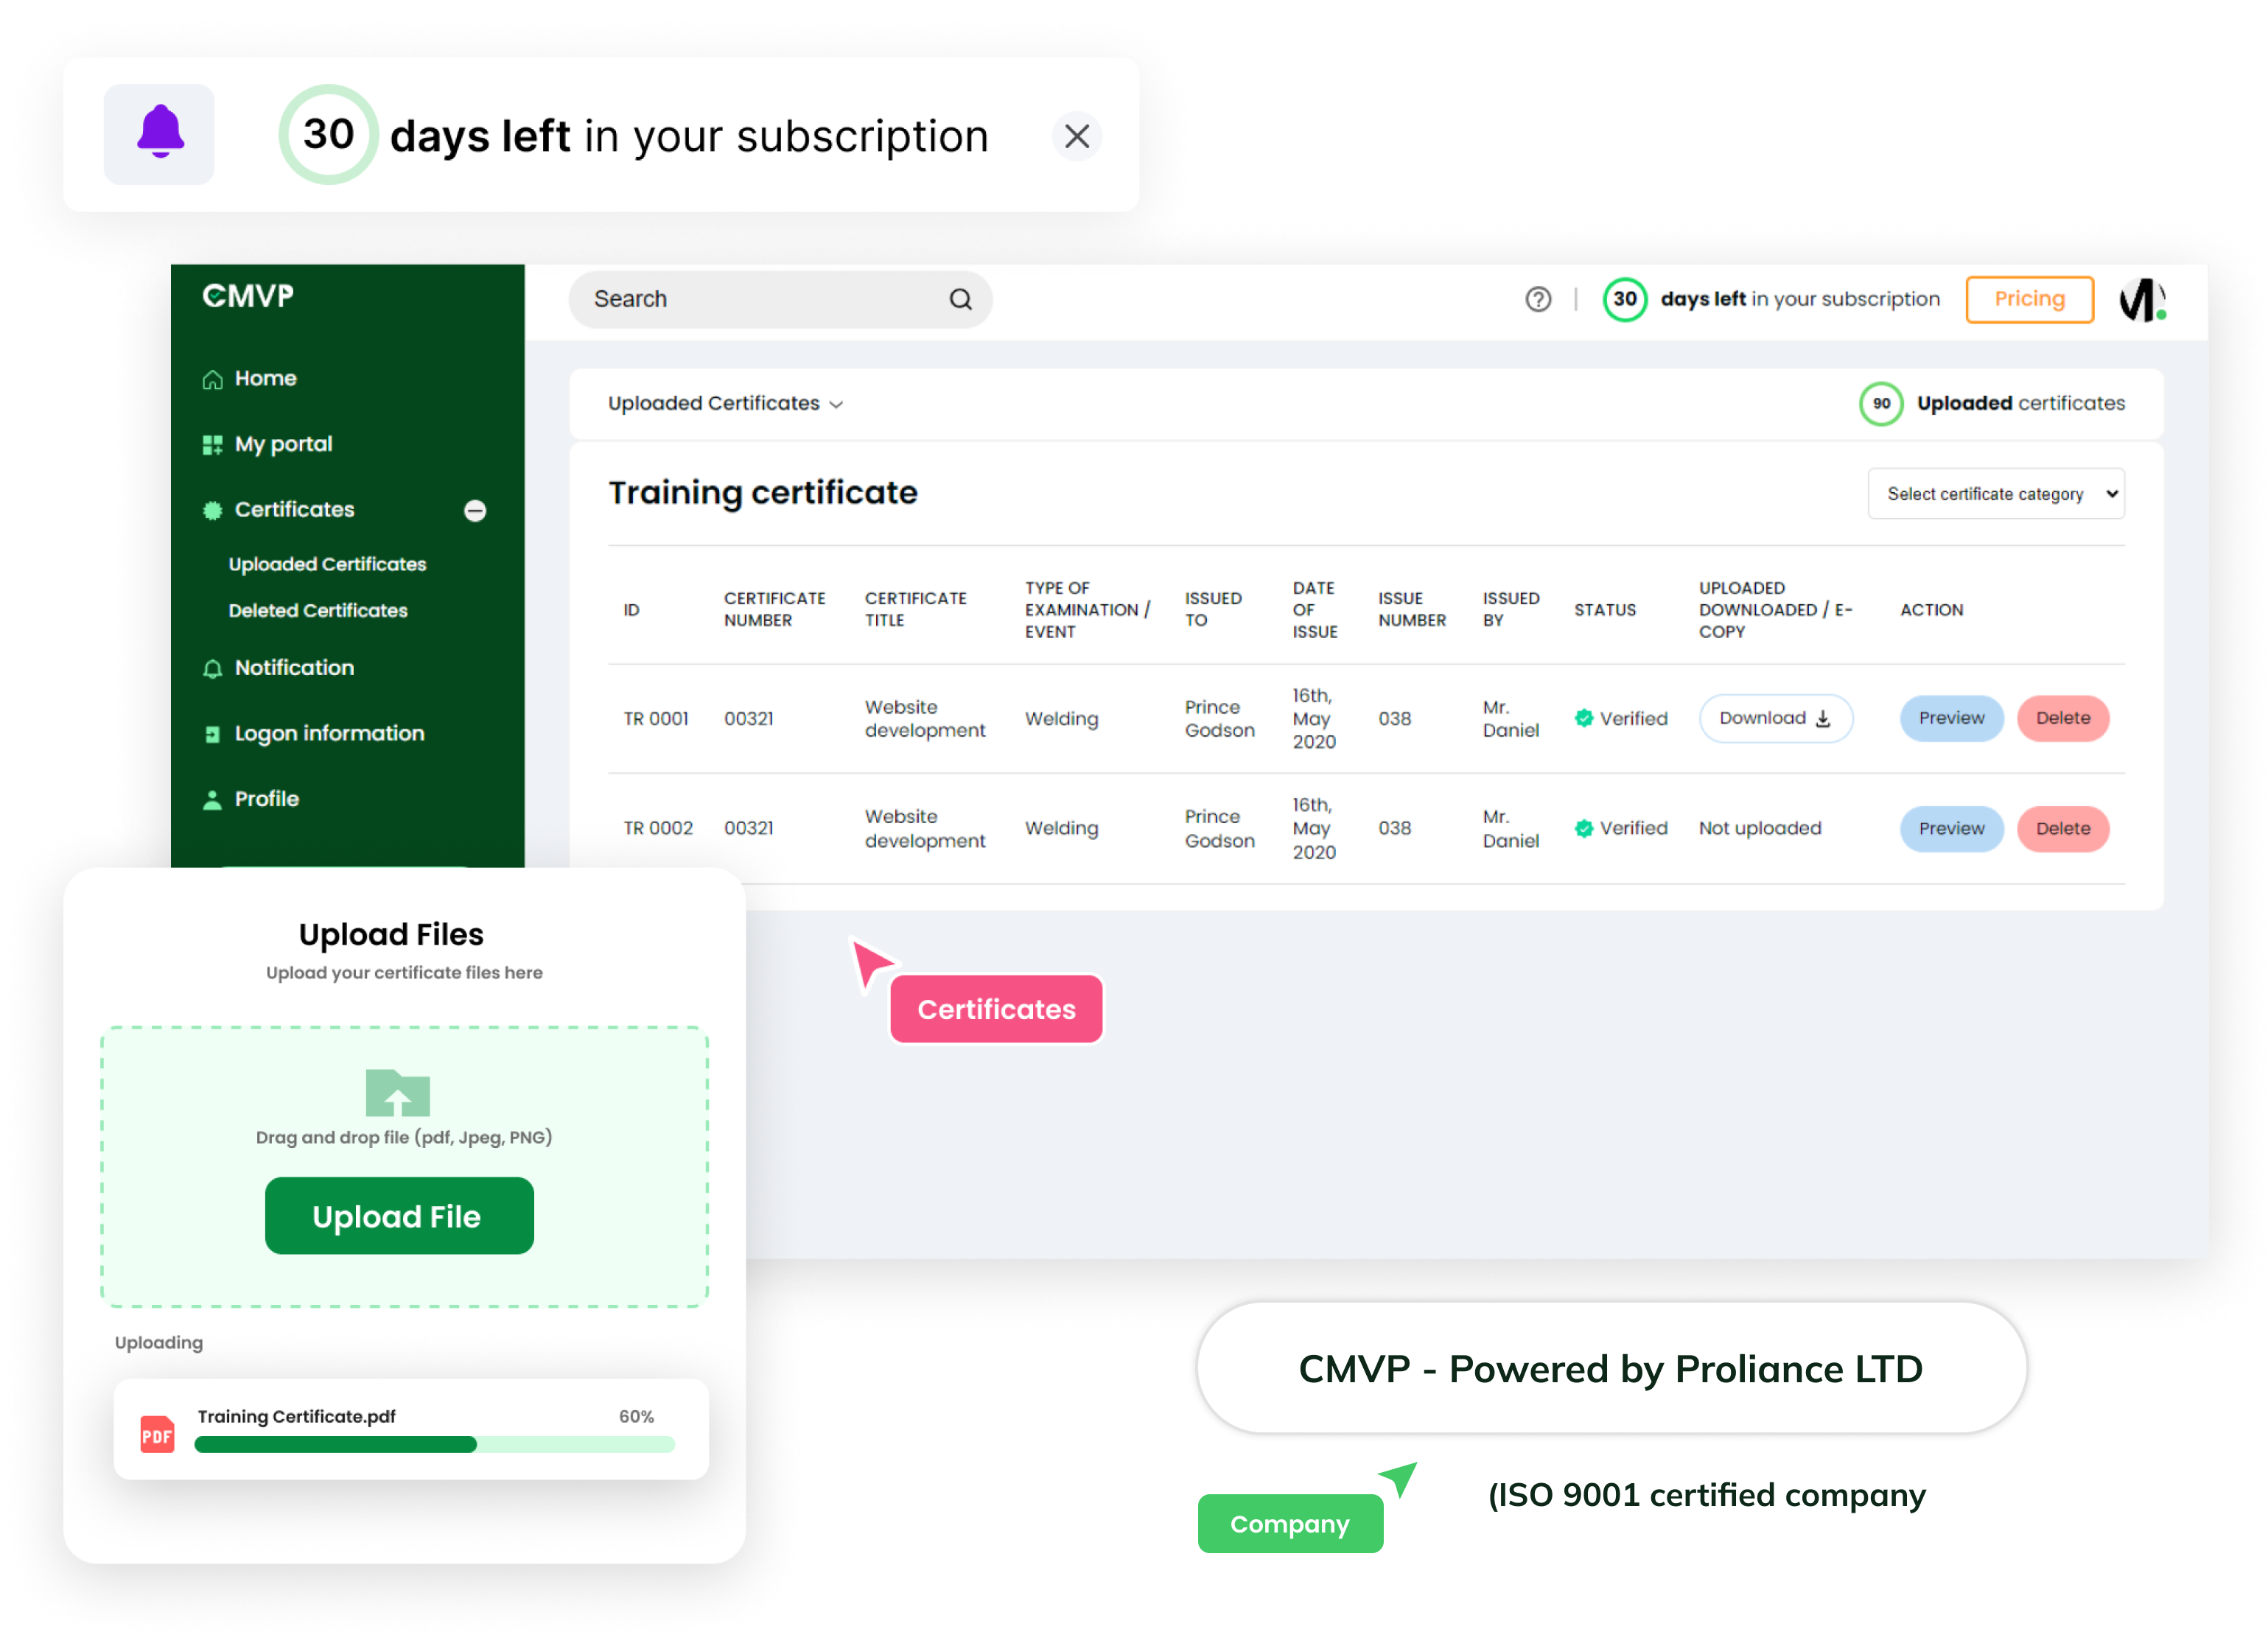 30 days left in your subscription
CMVP
Search
30 days left in your subscription
Pricing
Home
My portal
Certificates
Uploaded Certificates
Deleted Certificates
Notification
Logon information
Profile
Uploaded Certificates
90 Uploaded certificates
Training certificate
Select certificate category
ID
CERTIFICATE
NUMBER
CERTIFICATE
TITLE
TYPE OF
EXAMINATION /
EVENT
ISSUED
TO
DATE
OF
ISSUE
ISSUE
NUMBER
ISSUED
BY
STATUS
UPLOADED
DOWNLOADED / E-
COPY
ACTION
TR 0001
00321
Website
development
Welding
Prince
Godson
16th,
May
2020
038
Mr.
Daniel
Verified
Download
Preview
Delete
TR 0002
00321
Website
development
Welding
Prince
Godson
16th,
May
2020
038
Mr.
Daniel
Verified
Not uploaded
Preview
Delete
Certificates
Upload Files
Upload your certificate files here
Drag and drop file (pdf, Jpeg, PNG)
Upload File
Uploading
PDF
Training Certificate.pdf
60%
CMVP - Powered by Proliance LTD
(ISO 9001 certified company
Company